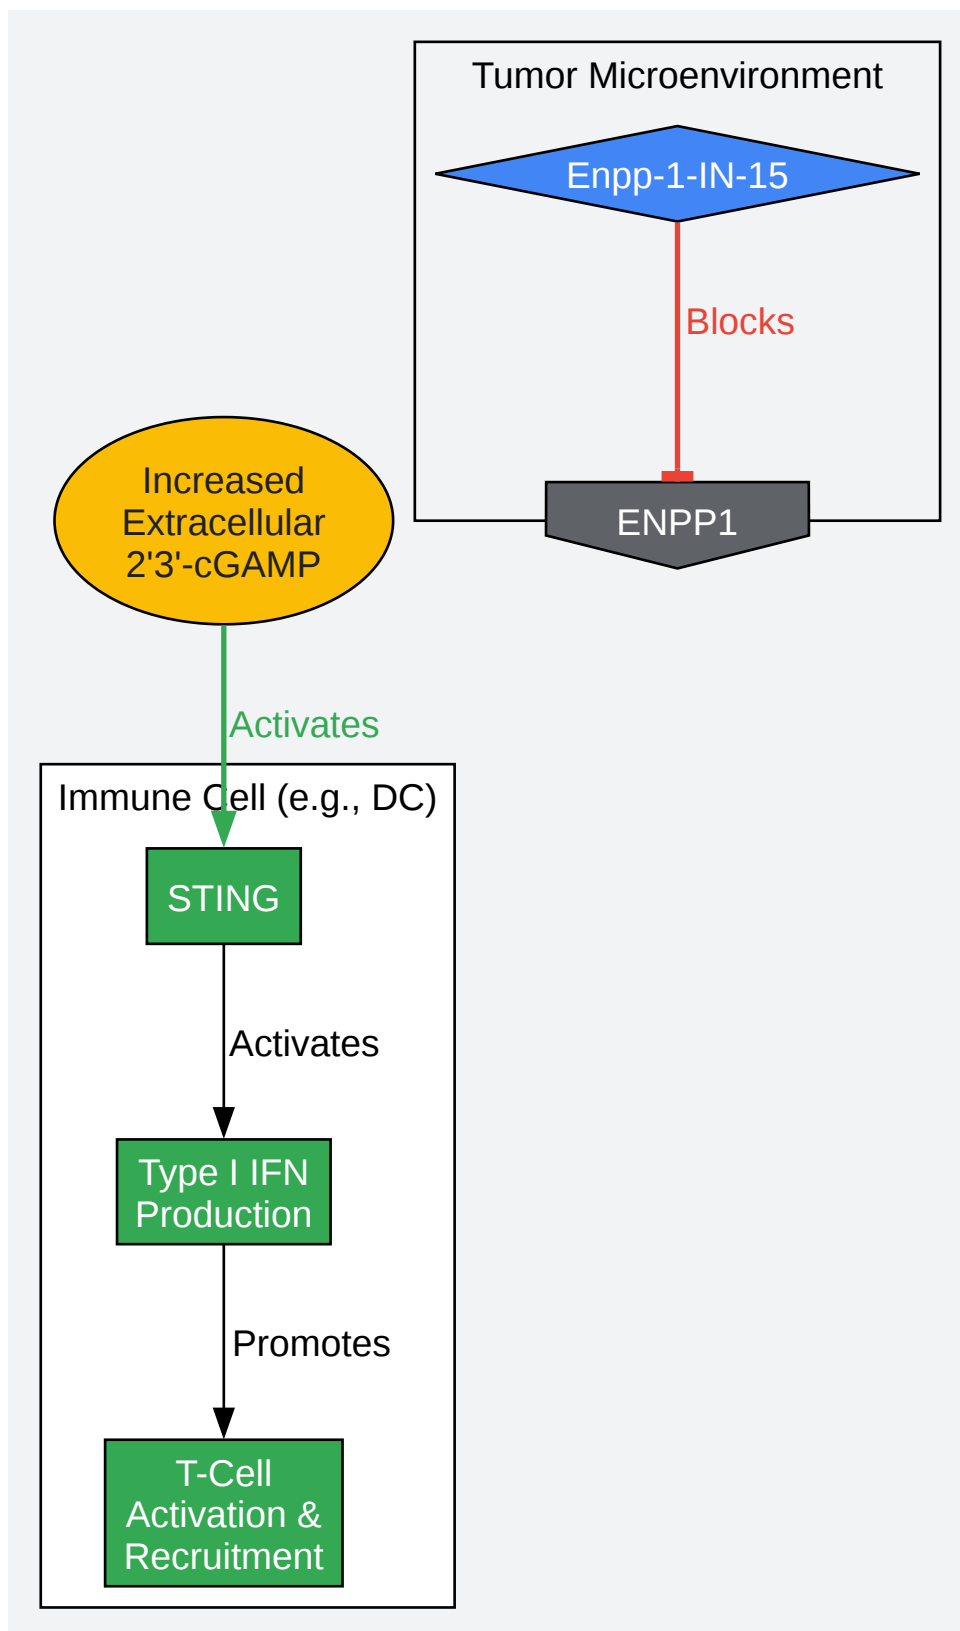 Tumor Microenvironment
Enpp-1-IN-15
Blocks
ENPP1
Increased
Extracellular
2'3'-cGAMP
Activates
Immune Cell (e.g., DC)
STING
Activates
Type I IFN
Production
Promotes
T-Cell
Activation &
Recruitment